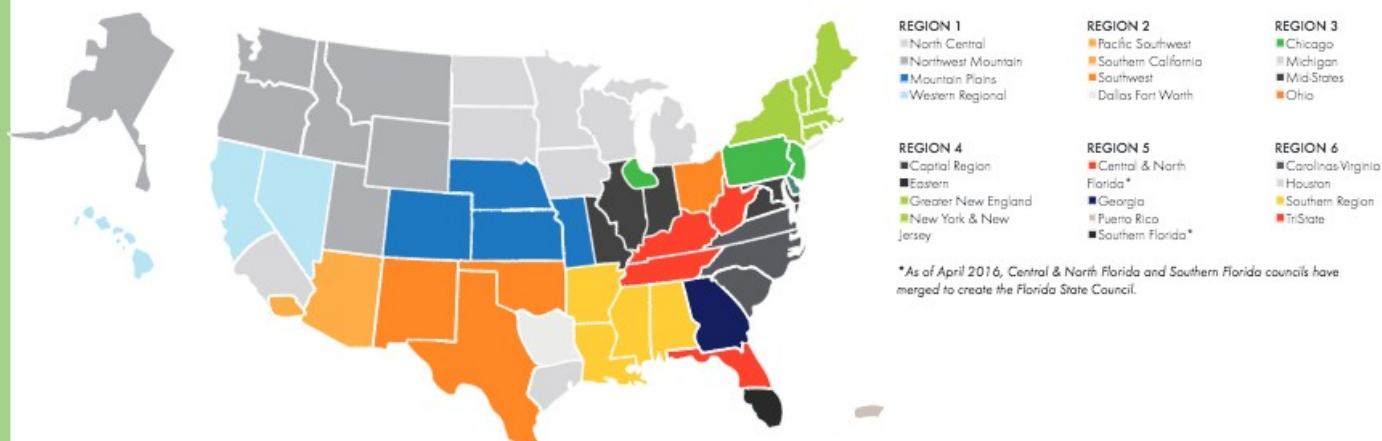 REGION 1
North Central
Northwest Mountain
Mountain Plains
Western Regional
REGION 2
Pacific Southwest
Southern California
Southwest
Dallas Fort Worth
REGION 3
Chicago
Michigan
Mid-States
Ohio
REGION 4
Captial Region
Eastern
Greater New England
New York & New
Jersey
REGION 5
Central & North
Florida*
Georgia
Puerto Rico
Southern Florida*
REGION 6
Carolinas-Virginia
Houston
Southern Region
TriState
*As of April 2016, Central & North Florida and Southern Florida councils have
merged to create the Florida State Council.